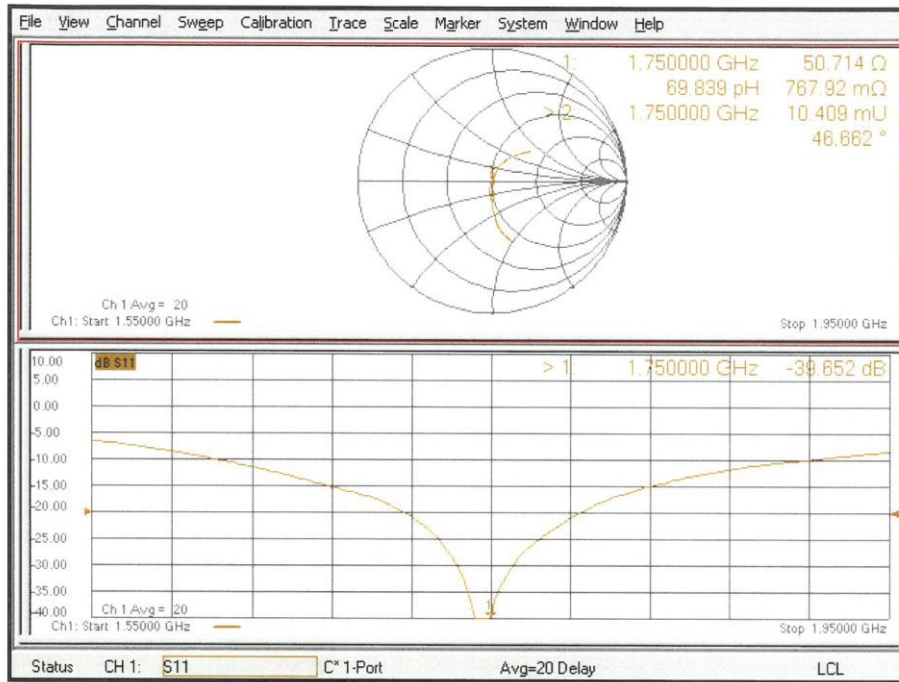 File View Channel Sweep Calibration Trace Scale Marker System Window Help
1: 1.750000 GHz 50.714 Ω
69.839 pH 767.92 mΩ
> 2: 1.750000 GHz 10.409 mU
46.662 °
Ch 1 Avg = 20
Ch1: Start 1.55000 GHz Stop 1.95000 GHz
10.00 dB S11 > 1: 1.750000 GHz -39.652 dB
5.00
0.00
-5.00
-10.00
-15.00
-20.00
-25.00
-30.00
-35.00
1
-40.00 Ch 1 Avg = 20
Ch1: Start 1.55000 GHz Stop 1.95000 GHz
Status CH 1: S11 C* 1-Port Avg=20 Delay LCL